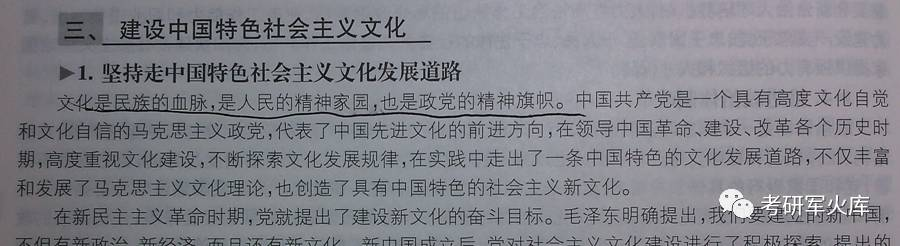 三、建设中国特色社会主义文化
▶1. 坚持走中国特色社会主义文化发展道路
文化是民族的血脉,是人民的精神家园,也是政党的精神旗帜。中国共产党是一个具有高度文化自觉
和文化自信的马克思主义政党,代表了中国先进文化的前进方向,在领导中国革命、建设、改革各个历史时
期,高度重视文化建设,不断探索文化发展规律,在实践中走出了一条中国特色的文化发展道路,不仅丰富
和发展了马克思主义文化理论,也创造了具有中国特色的社会主义新文化。
在新民主主义革命时期,党就提出了建设新文化的奋斗目标。毛泽东明确提出,我们要建立的新中国,
不但有新政治、新经济,而且还有新文化。新中国成立后,党对社会主义文化建设进行了积极探索,提出的
考研军火库